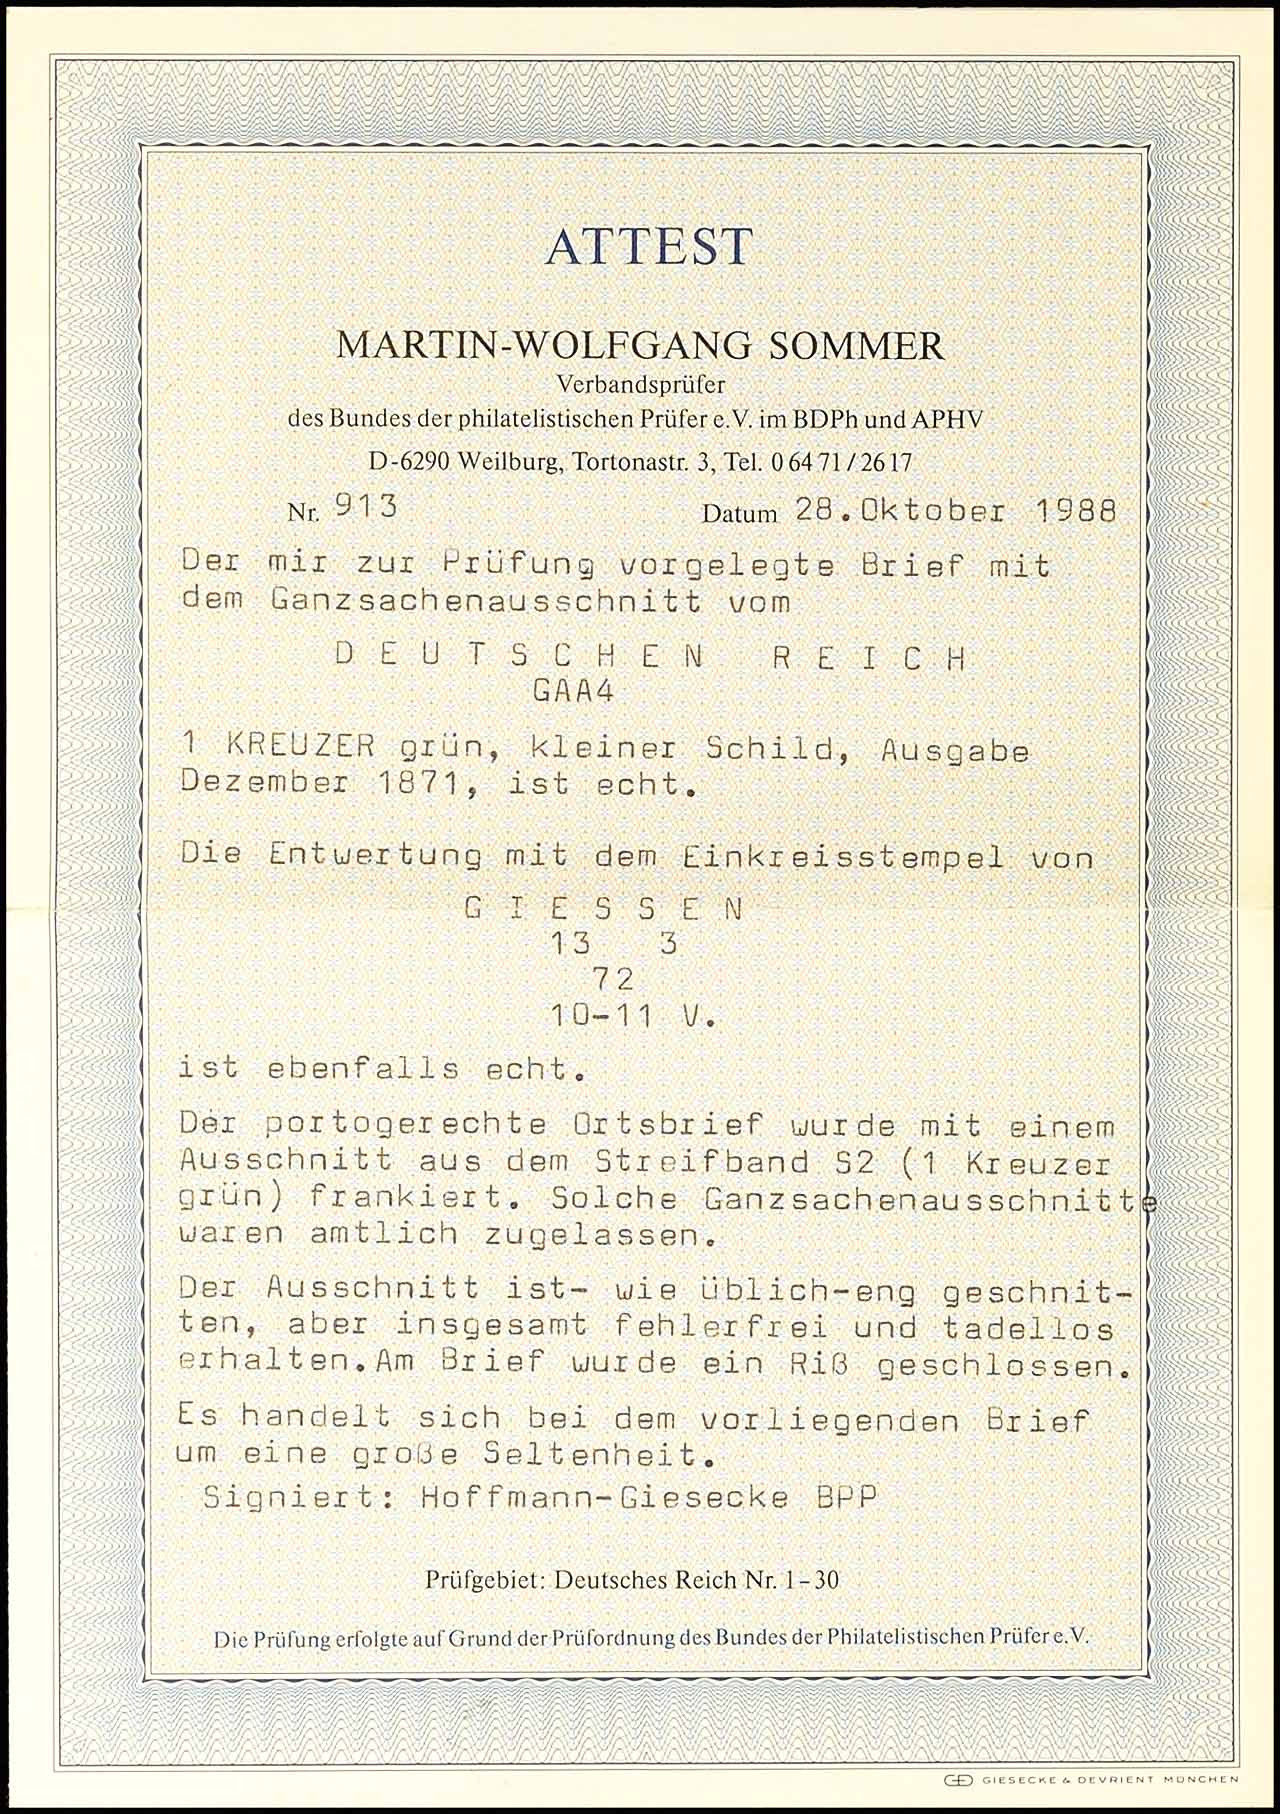 ATTEST
MARTIN-WOLFGANG SOMMER
Verbandsprüfer
des Bundes der philatelistischen Prüfer e.V. im BDPh und APHV
D-6290 Weilburg, Tortonastr. 3, Tel. 0 64 71 / 26 17
Nr. 913 Datum 28.Oktober 1988
Der mir zur Prüfung vorgelegte Brief mit
dem Ganzsachenausschnitt vom
D E U T S C H E N R E I C H
GAA4
1 KREUZER grün, kleiner Schild, Ausgabe
Dezember 1871, ist echt.
Die Entwertung mit dem Einkreisstempel von
G I E S S E N
13 3
72
10-11 V.
ist ebenfalls echt.
Der portogerechte Ortsbrief wurde mit einem
Ausschnitt aus dem Streifband S2 (1 Kreuzer
grün) frankiert. Solche Ganzsachenausschnitte
waren amtlich zugelassen.
Der Ausschnitt ist- wie üblich-eng geschnit-
ten, aber insgesamt fehlerfrei und tadellos
erhalten.Am Brief wurde ein Riß geschlossen.
Es handelt sich bei dem vorliegenden Brief
um eine große Seltenheit.
Signiert: Hoffmann-Giesecke BPP
Prüfgebiet: Deutsches Reich Nr. 1-30
Die Prüfung erfolgte auf Grund der Prüfordnung des Bundes der Philatelistischen Prüfer e.V.
GIESECKE & DEVRIENT MÜNCHEN